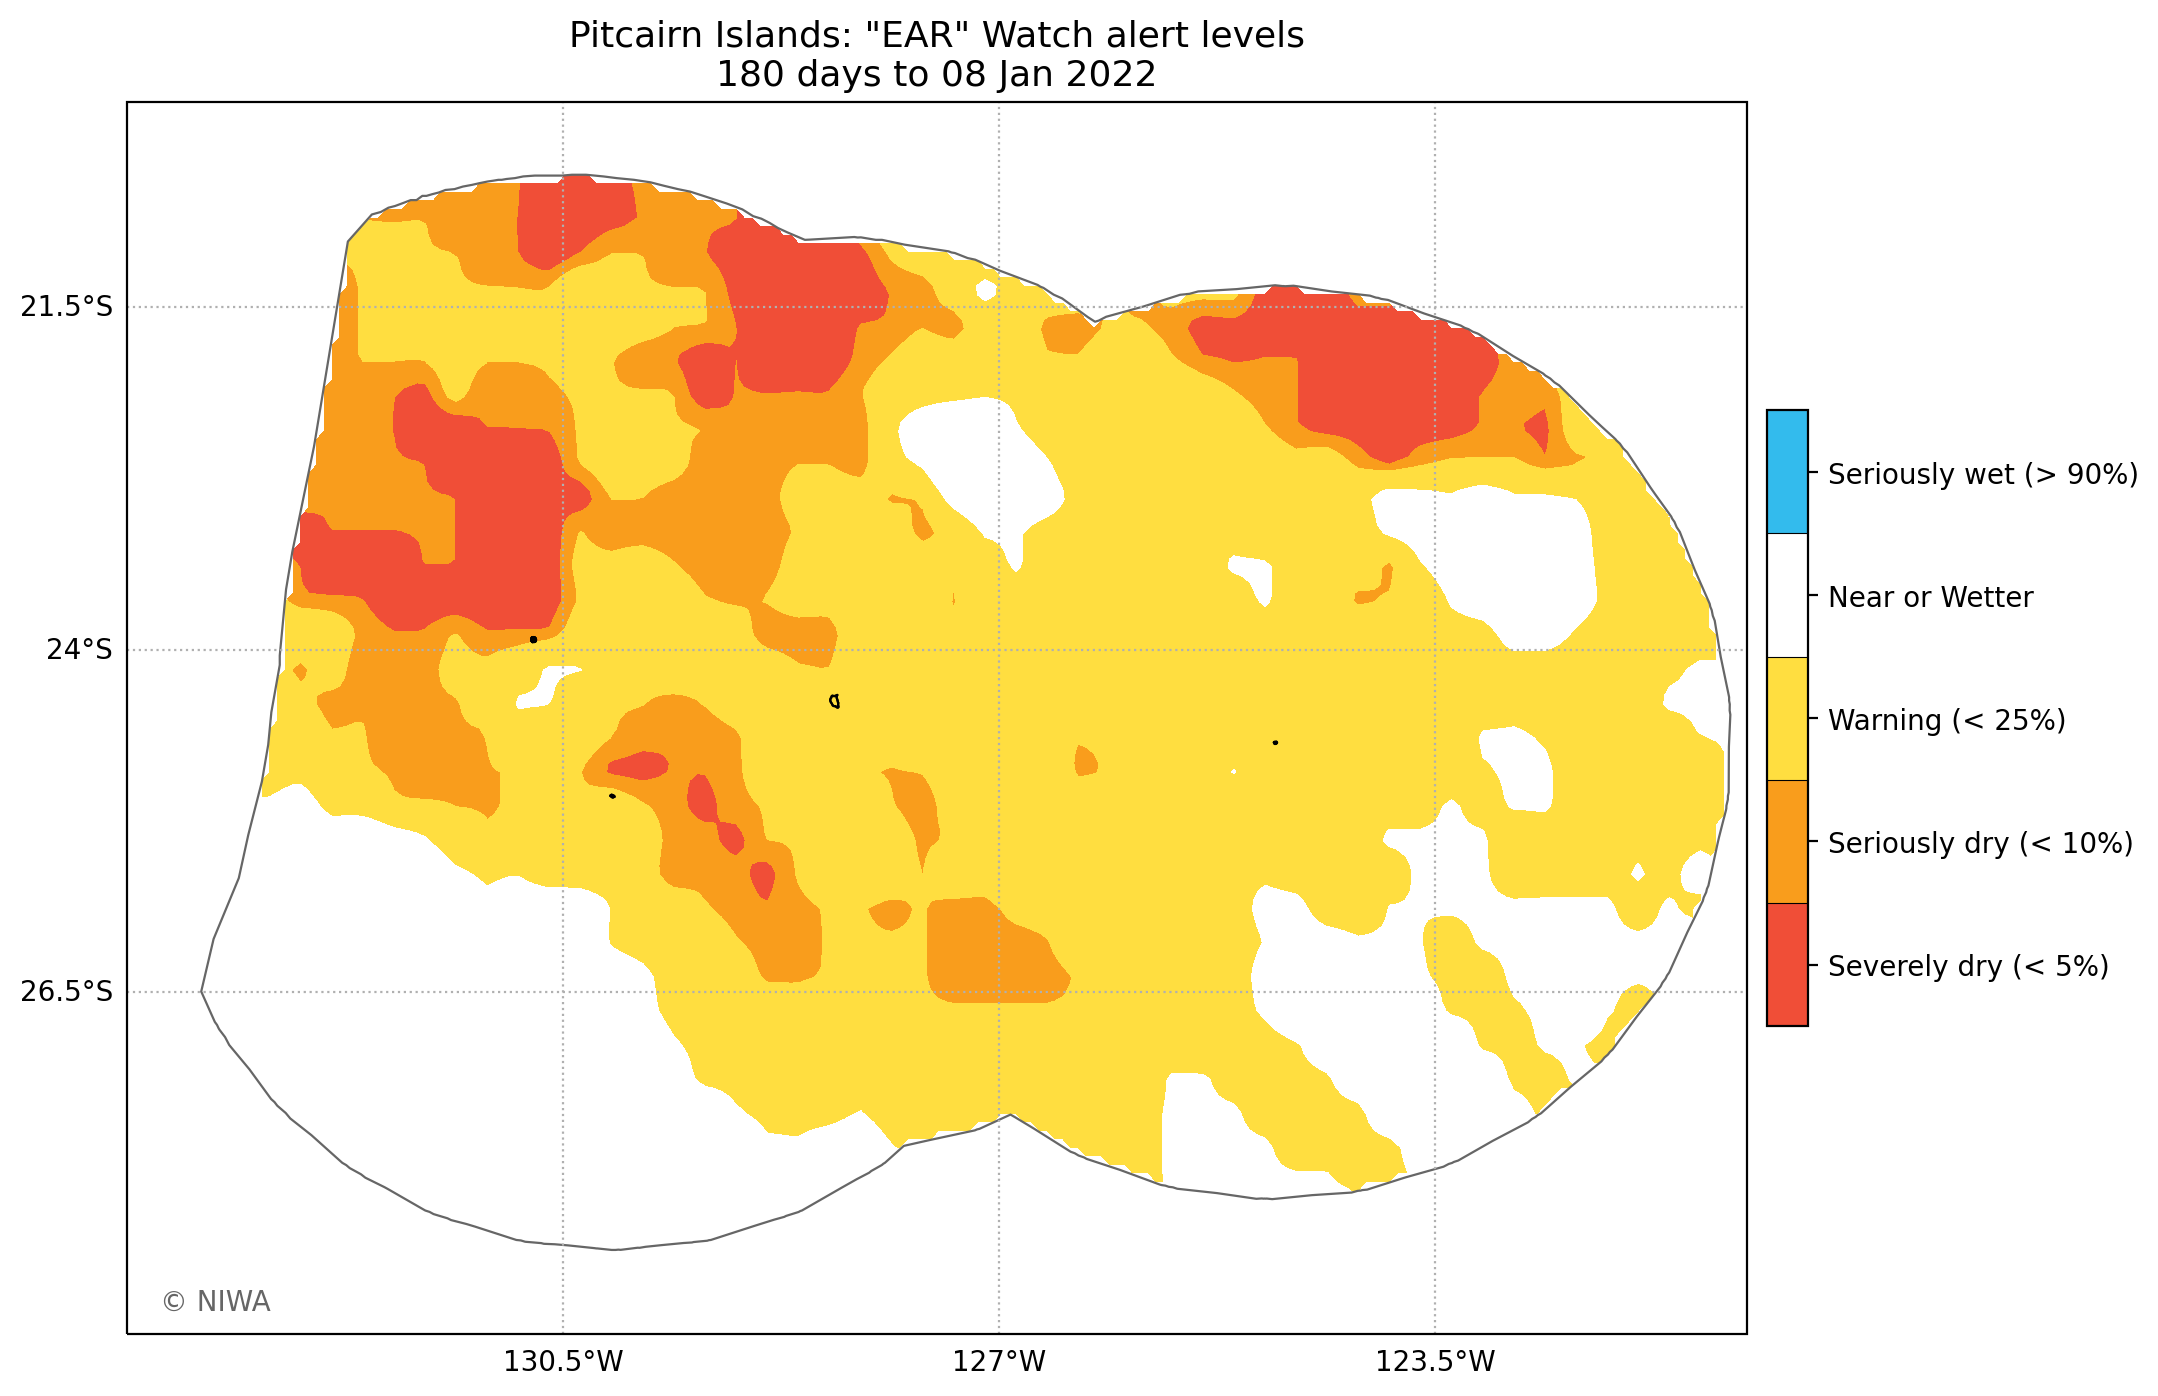 Pitcairn Islands: "EAR" Watch alert levels
180 days to 08 Jan 2022
21.5°S
24°S
26.5°S
130.5°W
127°W
123.5°W
Seriously wet (> 90%)
Near or Wetter
Warning (< 25%)
Seriously dry (< 10%)
Severely dry (< 5%)
© NIWA